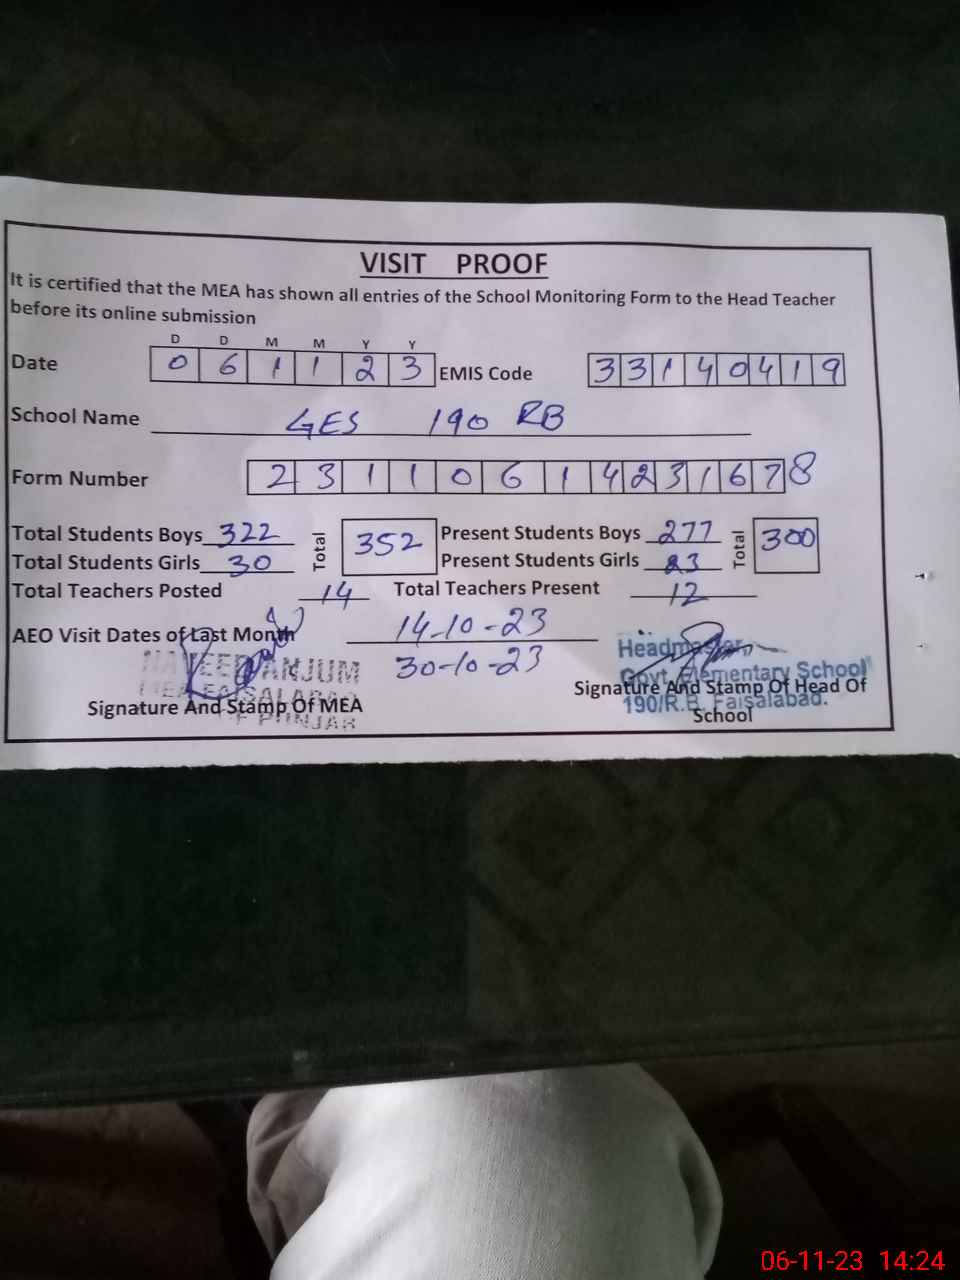 VISIT PROOF
It is certified that the MEA has shown all entries of the School Monitoring Form to the Head Teacher
before its online submission
D D M M Y Y
Date 0 6 1 1 2 3 EMIS Code 3 3 1 4 0 4 1 9
School Name GES 190 RB
Form Number 2 3 1 1 0 6 1 4 2 3 1 6 7 8
Total Students Boys 322 Total 352 Present Students Boys 277 Total 300
Total Students Girls 30 Present Students Girls 23
Total Teachers Posted 14 Total Teachers Present 12
AEO Visit Dates of Last Month 14-10-23
30-10-23
NAVEED ANJUM
MEA FAISALABAD
Signature And Stamp Of MEA
Headmaster,
Govt. Elementary School
190/R.B. Faisalabad.
Signature And Stamp Of Head Of
School
06-11-23 14:24